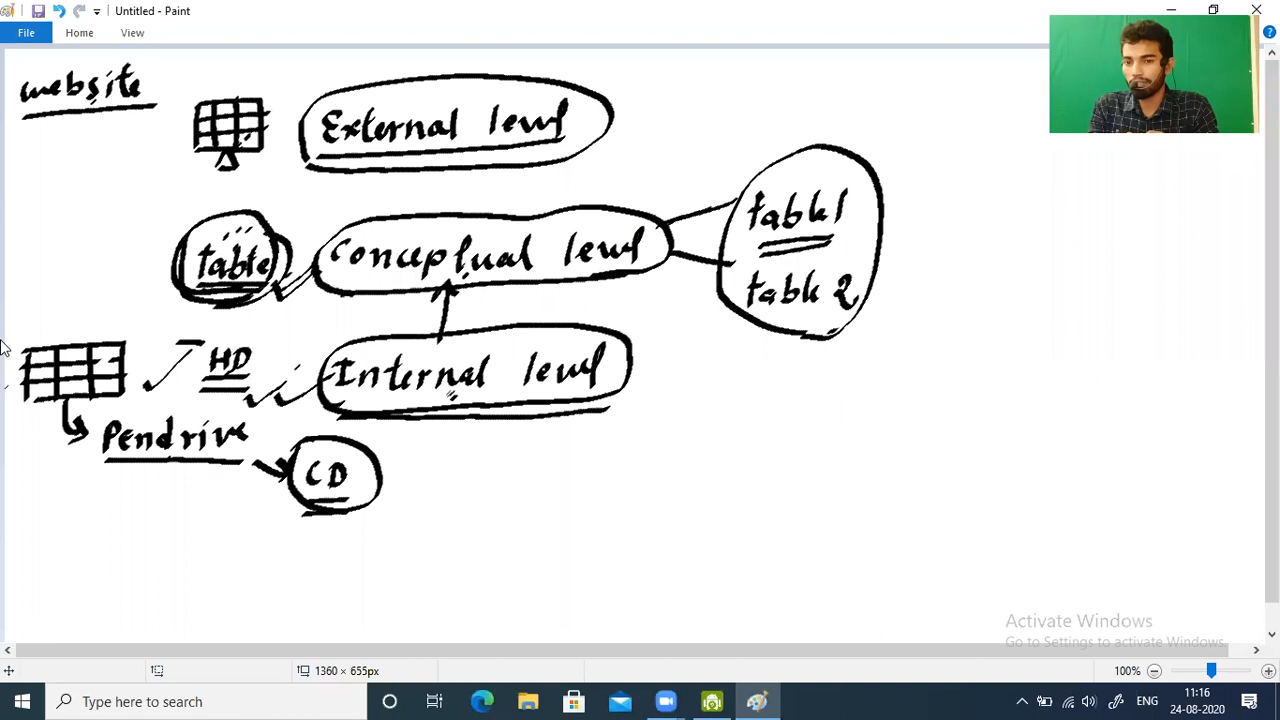 Untitled - Paint
File Home View
website
External level
table
Conceptual level
table 1
table 2
HD
Internal level
Pendrive
CD
Activate Windows
Go to Settings to activate Windows.
1360 × 655px
100%
Type here to search
ENG
11:16
24-08-2020